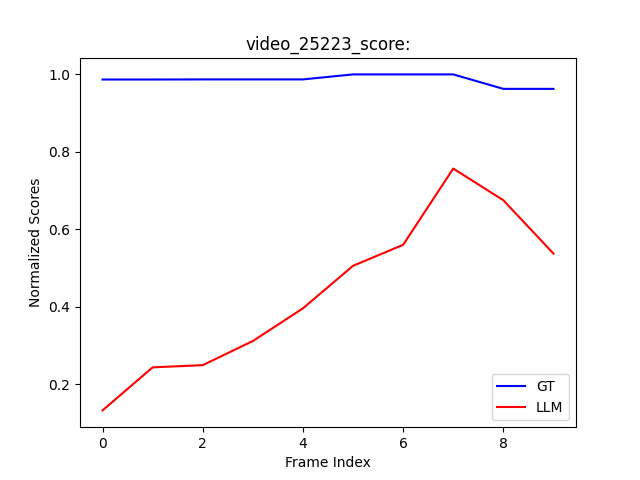 video_25223_score:
Normalized Scores
1.0
0.8
0.6
0.4
0.2
0 2 4 6 8
Frame Index
GT
LLM